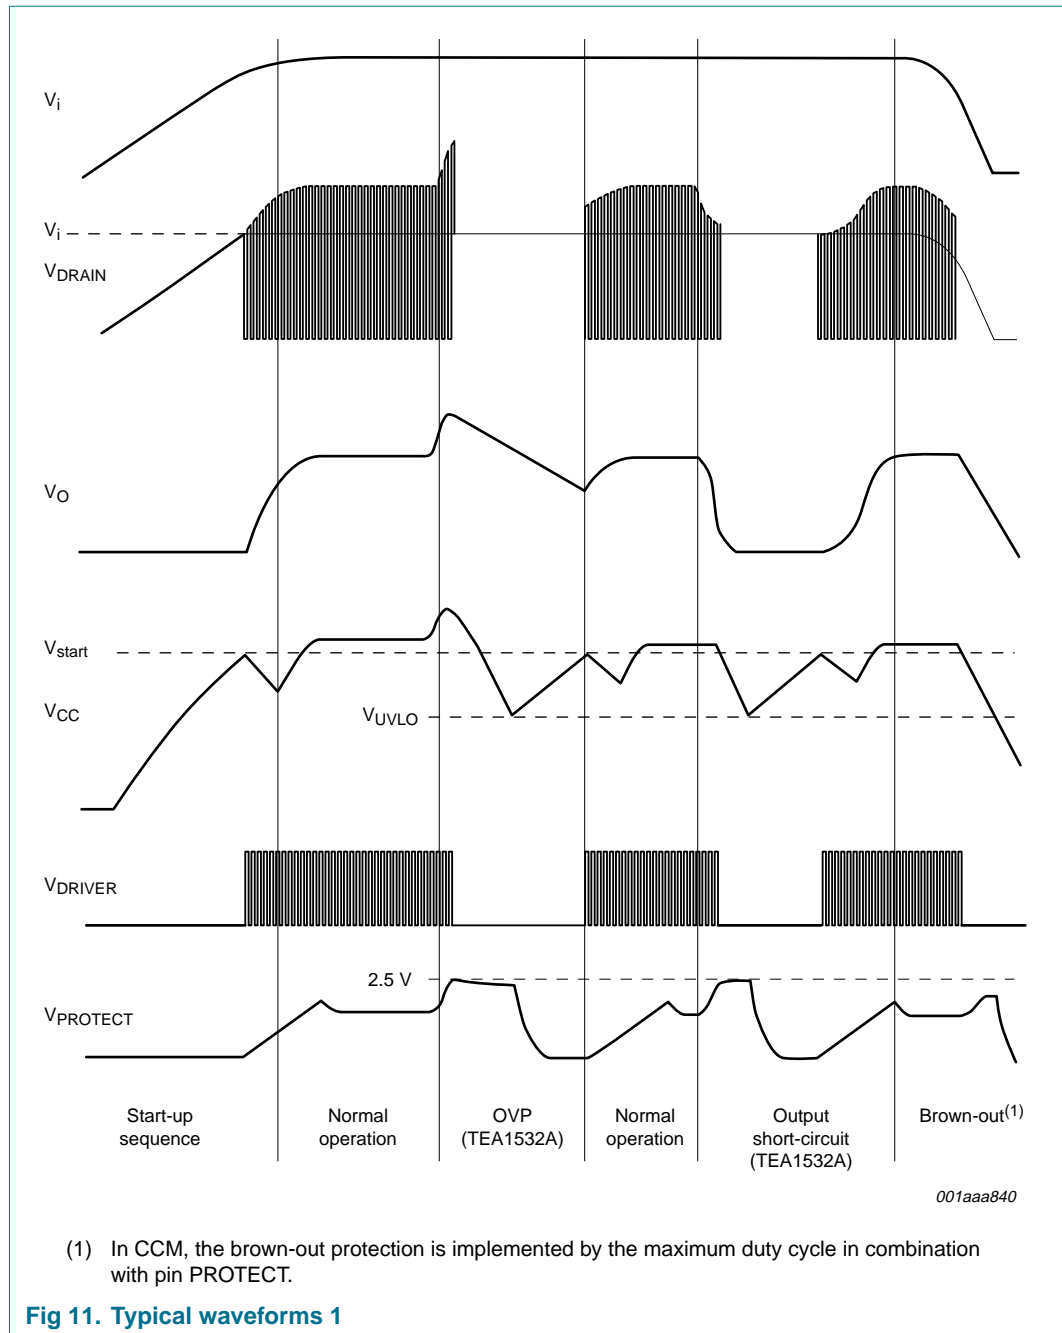 Vi
Vi
VDRAIN
VO
Vstart
VCC
VUVLO
VDRIVER
2.5 V
VPROTECT
Start-up
sequence
Normal
operation
OVP
(TEA1532A)
Normal
operation
Output
short-circuit
(TEA1532A)
Brown-out(1)
001aaa840
(1) In CCM, the brown-out protection is implemented by the maximum duty cycle in combination
with pin PROTECT.
Fig 11. Typical waveforms 1